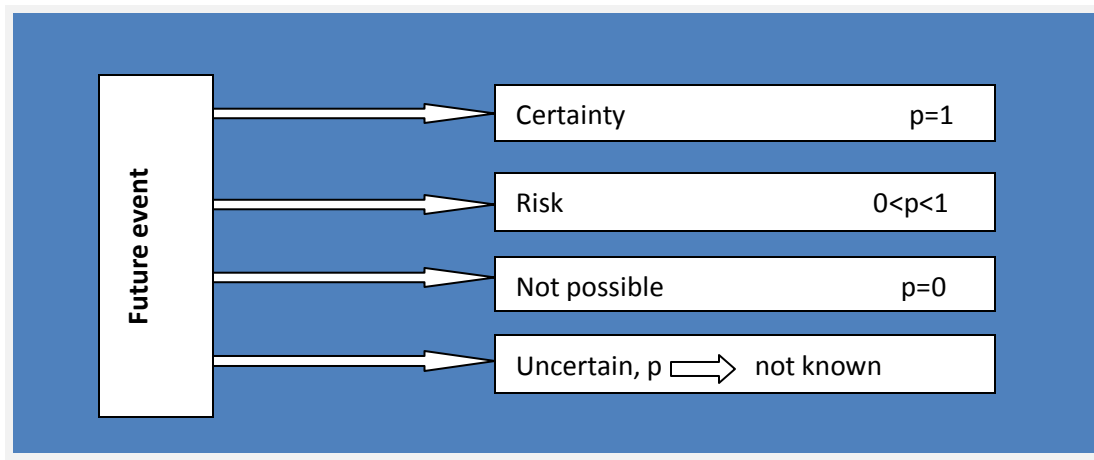 Future event
Certainty p=1
Risk 0<p<1
Not possible p=0
Uncertain, p not known